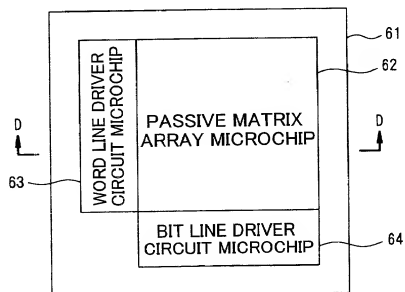 61
62
D
D
WORD LINE DRIVER
CIRCUIT MICROCHIP
PASSIVE MATRIX
ARRAY MICROCHIP
63
BIT LINE DRIVER
CIRCUIT MICROCHIP
64